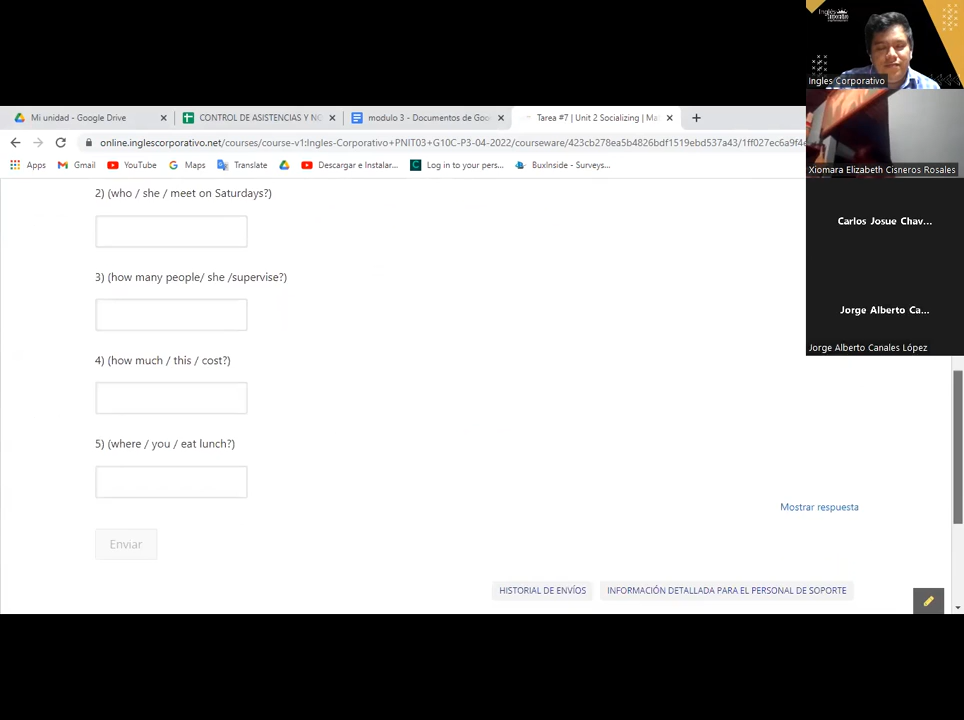 Inglés
Corporativo
Ingles Corporativo
Mi unidad - Google Drive
CONTROL DE ASISTENCIAS Y NO
modulo 3 - Documentos de Goo
Tarea #7 | Unit 2 Socializing | Ma
online.inglescorporativo.net/courses/course-v1:Ingles-Corporativo+PNIT03+G10C-P3-04-2022/courseware/423cb278ea5b4826bdf1519ebd537a43/1ff027ec6a9f4e
Apps
Gmail
YouTube
Maps
Translate
Descargar e Instalar...
Log in to your pers...
BuxInside - Surveys...
Xiomara Elizabeth Cisneros Rosales
Carlos Josue Chav...
Jorge Alberto Ca...
Jorge Alberto Canales López
2) (who / she / meet on Saturdays?)
3) (how many people/ she /supervise?)
4) (how much / this / cost?)
5) (where / you / eat lunch?)
Mostrar respuesta
Enviar
HISTORIAL DE ENVÍOS
INFORMACIÓN DETALLADA PARA EL PERSONAL DE SOPORTE